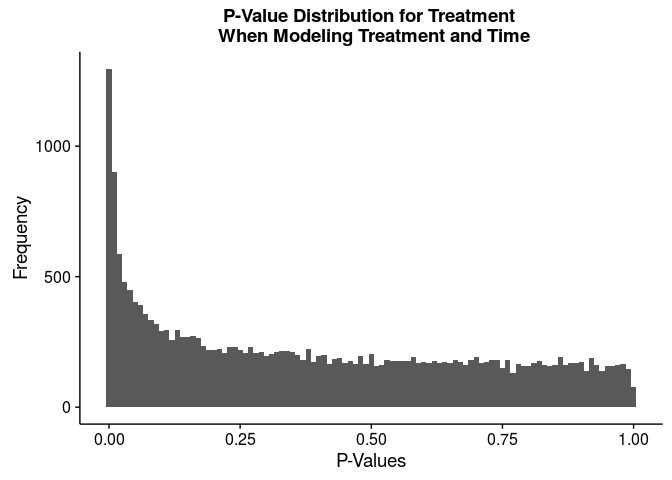 P-Value Distribution for Treatment
When Modeling Treatment and Time
Frequency
1000
500
0
0.00 0.25 0.50 0.75 1.00
P-Values